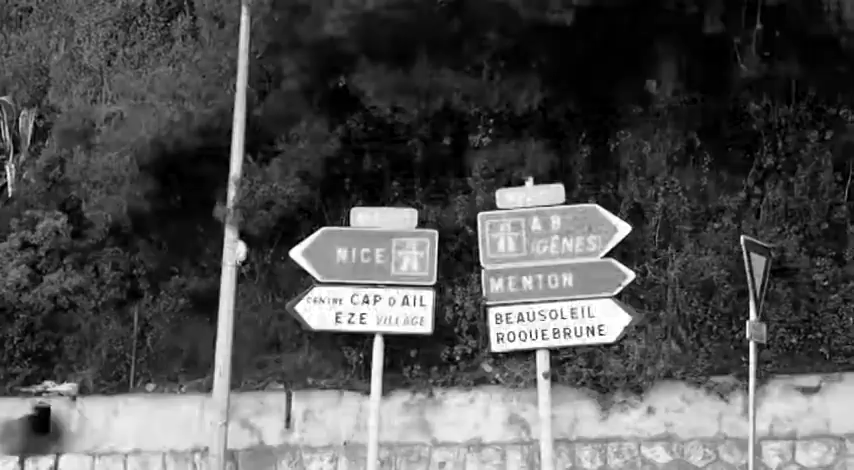 NICE
CENTRE CAP D'AIL
EZE VILLAGE
A 8
(GÊNES)
MENTON
BEAUSOLEIL
ROQUEBRUNE